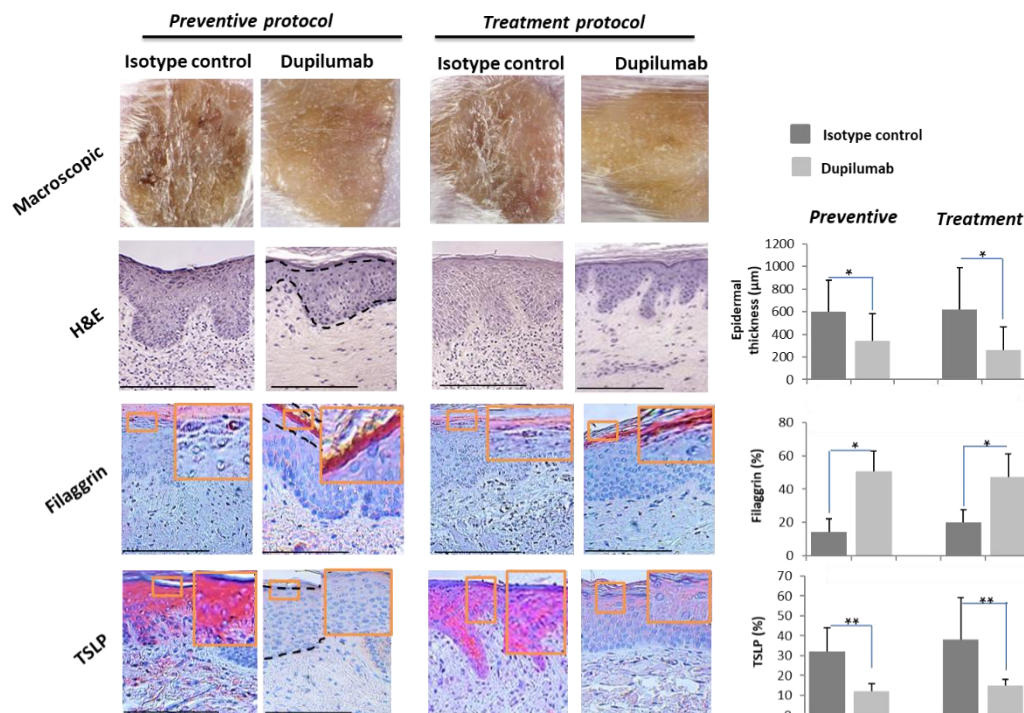 Preventive protocol
Treatment protocol
Isotype control
Dupilumab
Isotype control
Dupilumab
Macroscopic
H&E
Filaggrin
TSLP
Isotype control
Dupilumab
Preventive
Treatment
Epidermal
thickness (µm)
1200
1000
800
600
400
200
0
*
*
Filaggrin (%)
80
60
40
20
0
*
*
TSLP (%)
70
60
50
40
30
20
10
0
**
**